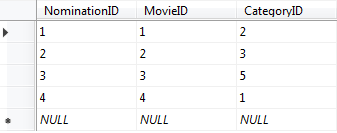 NominationID MovieID CategoryID
1 1 2
2 2 3
3 3 5
4 4 1
NULL NULL NULL